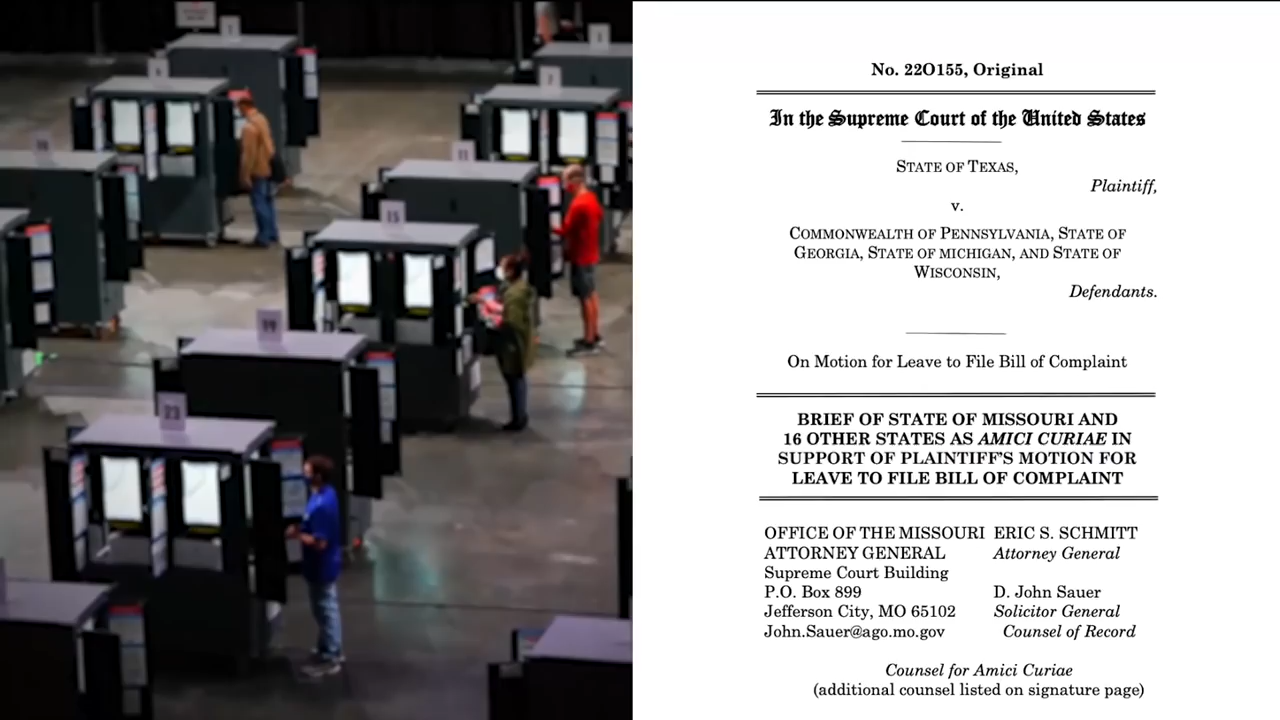 15
19
23
No. 22O155, Original
In the Supreme Court of the United States
STATE OF TEXAS,
Plaintiff,
v.
COMMONWEALTH OF PENNSYLVANIA, STATE OF
GEORGIA, STATE OF MICHIGAN, AND STATE OF
WISCONSIN,
Defendants.
On Motion for Leave to File Bill of Complaint
BRIEF OF STATE OF MISSOURI AND
16 OTHER STATES AS AMICI CURIAE IN
SUPPORT OF PLAINTIFF'S MOTION FOR
LEAVE TO FILE BILL OF COMPLAINT
OFFICE OF THE MISSOURI ERIC S. SCHMITT
ATTORNEY GENERAL Attorney General
Supreme Court Building
P.O. Box 899 D. John Sauer
Jefferson City, MO 65102 Solicitor General
John.Sauer@ago.mo.gov Counsel of Record
Counsel for Amici Curiae
(additional counsel listed on signature page)